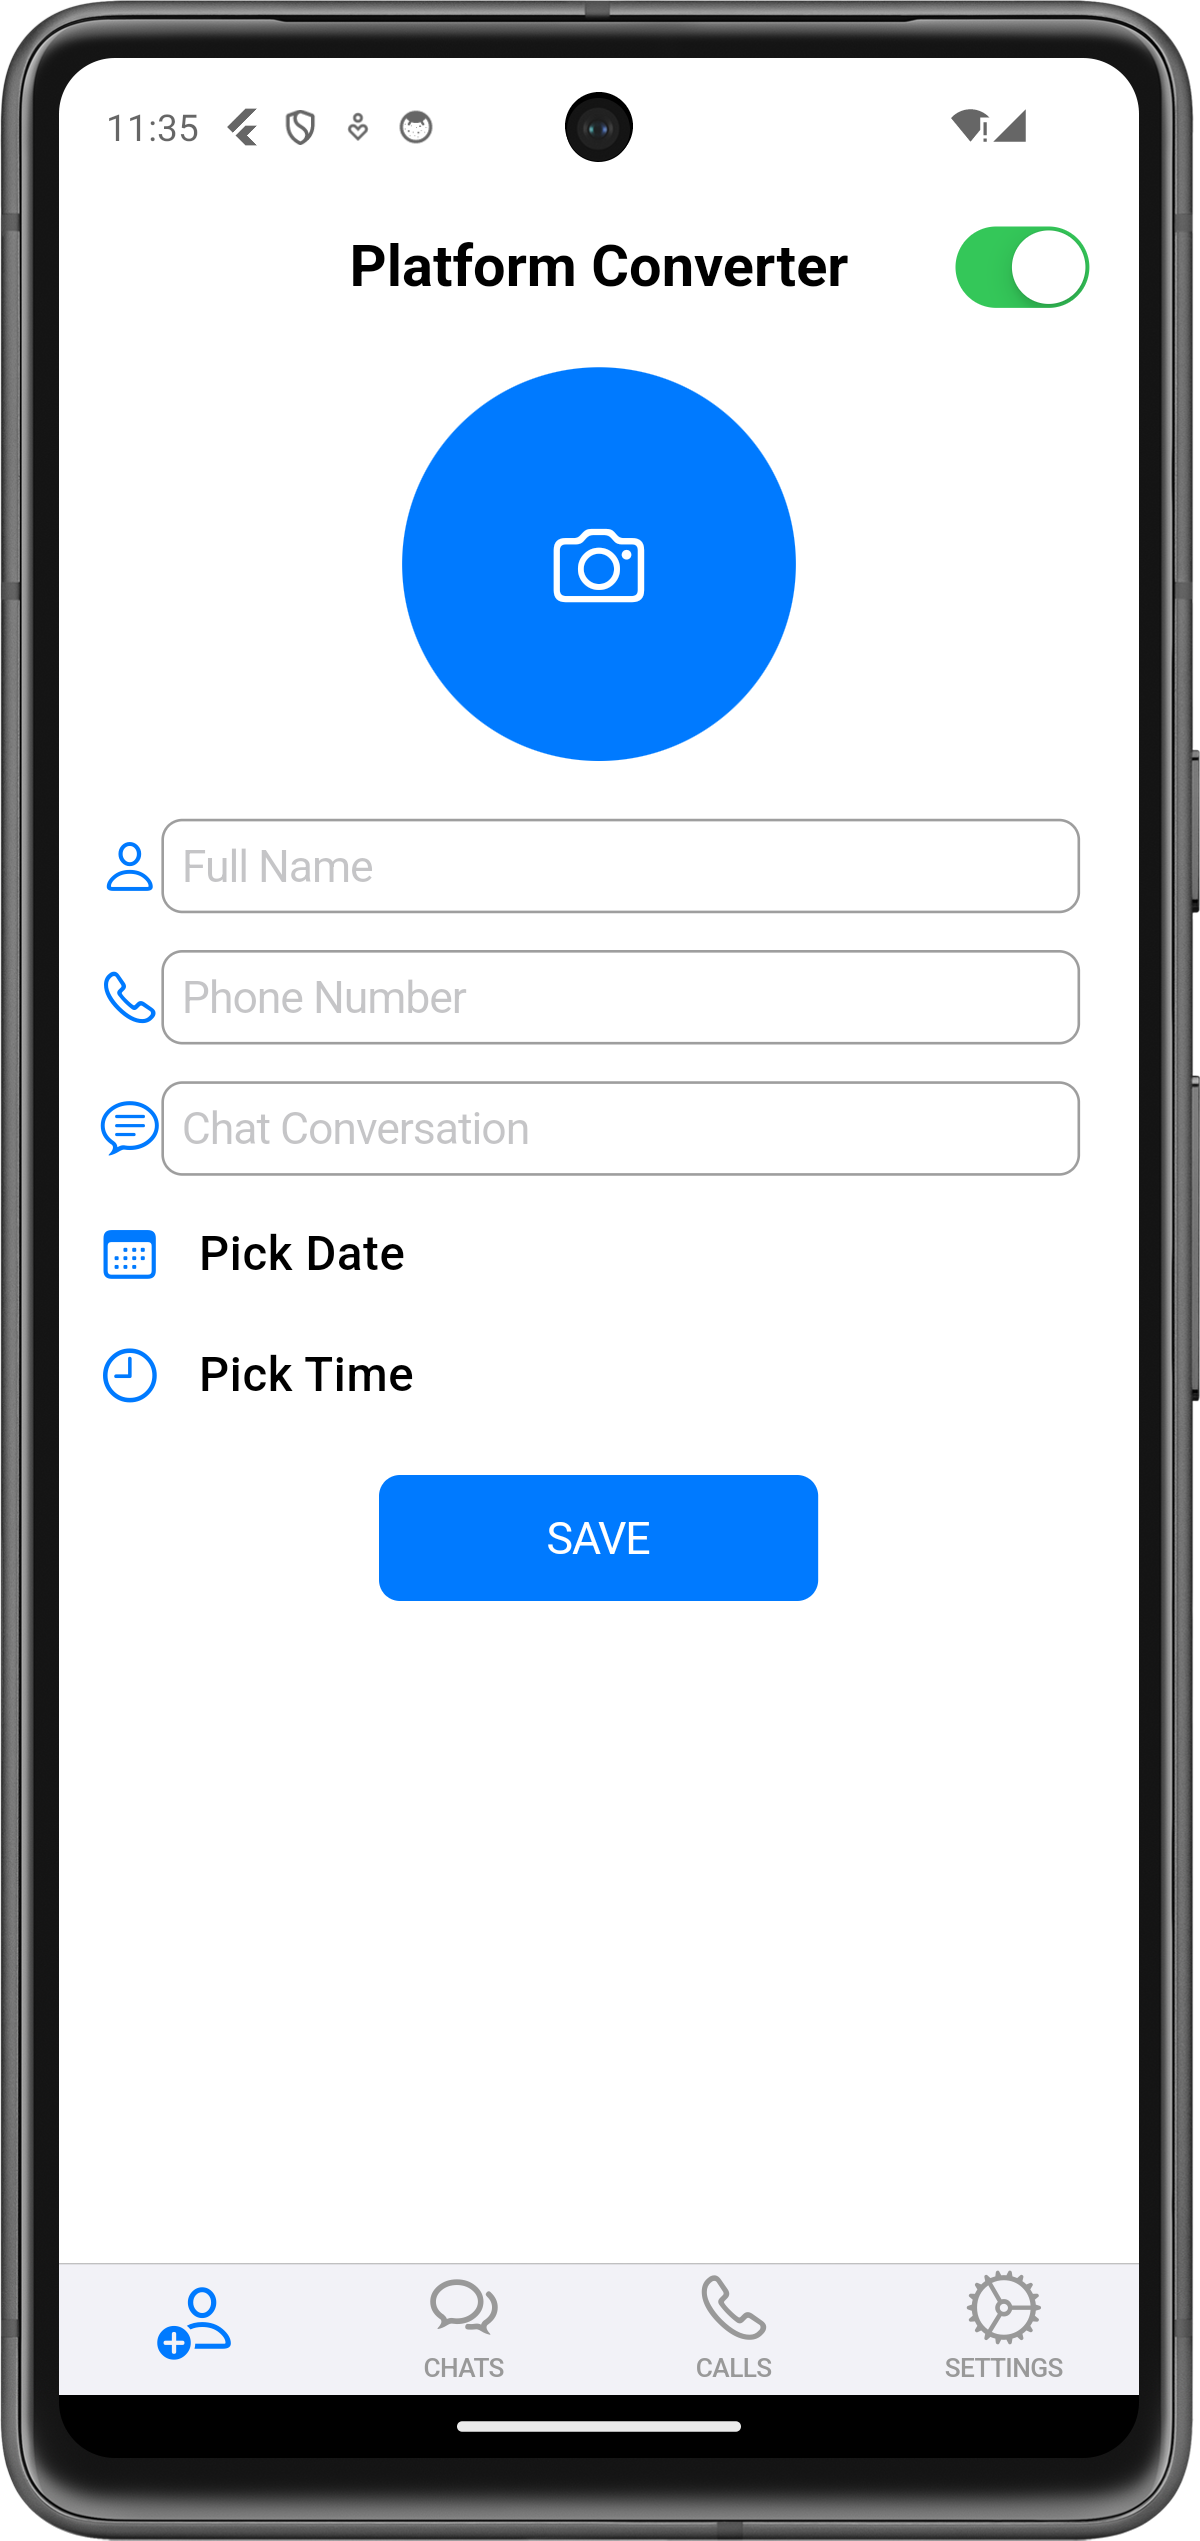 11:35
Platform Converter
Full Name
Phone Number
Chat Conversation
Pick Date
Pick Time
SAVE
CHATS
CALLS
SETTINGS